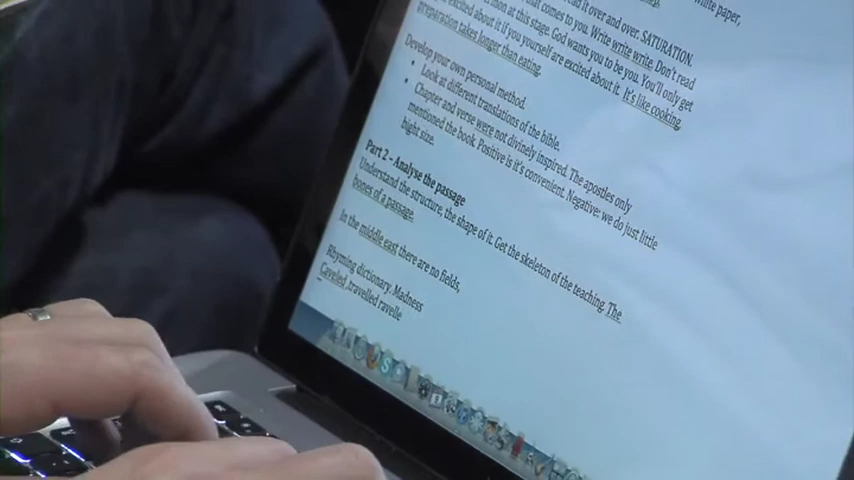 write on paper,
ad it over and over. SATURATION.
hat comes to you. Write write write. Don't read
mon at this stage. God wants you to be you. You'll only get
excited about it if you yourself are excited about it. It's like cooking
preparation takes longer than eating.
Develop your own personal method.
• Look at different translations of the bible.
• Chapter and verse were not divinely inspired. The apostles only
mentioned the book. Positive is it's convenient. Negative: we do just little
bight size.
Part 2 – Analyse the passage
Understand the structure, the shape of it. Get the skeleton of the teaching. The
bones of a passage.
In the middle east there are no fields,
Rhyming dictionary. Madness
Caveled ,travelled ravelle